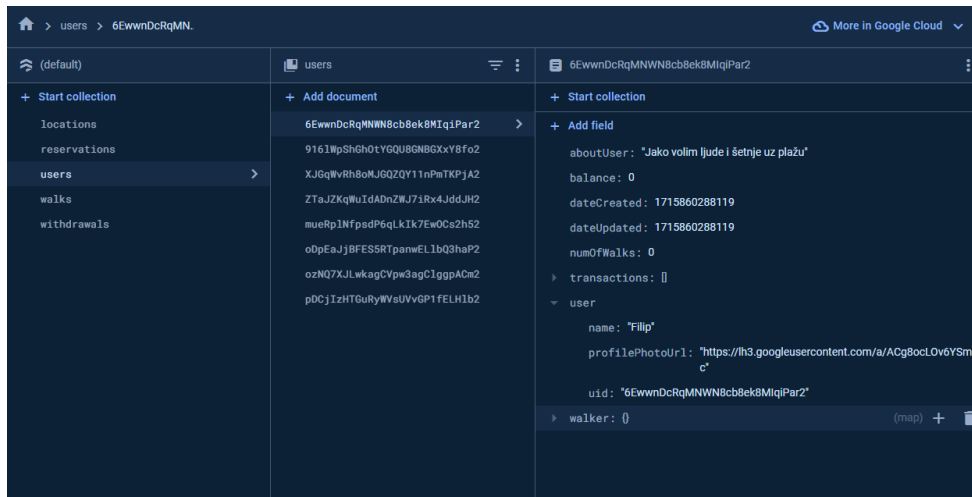 users > 6EwwnDcRqMN..
More in Google Cloud
(default)
+ Start collection
locations
reservations
users
walks
withdrawals
users
+ Add document
6EwwnDcRqMNWN8cb8ek8MIqiPar2
9161WpShGhOtYGQU8GNBGXxY8fo2
XJGqWvRh8oMJGQZQY11nPmTKPjA2
ZTaJZKqWuIdADnZWJ7iRx4JddJH2
mueRplNfpsdP6qLkIk7EwOCs2h52
oDpEaJjBFES5RTpanwELlbQ3haP2
ozNQ7XJLwkagCVpw3agClggpACm2
pDCjIzHTGuRyWVsUVvGP1fELHlb2
6EwwnDcRqMNWN8cb8ek8MIqiPar2
+ Start collection
+ Add field
aboutUser: "Jako volim ljude i šetnje uz plažu"
balance: 0
dateCreated: 1715860288119
dateUpdated: 1715860288119
numOfWalks: 0
transactions: []
user
name: "Filip"
profilePhotoUrl: "https://lh3.googleusercontent.com/a/ACg8ocLOv6YSm
c"
uid: "6EwwnDcRqMNWN8cb8ek8MIqiPar2"
walker: {}
(map) +